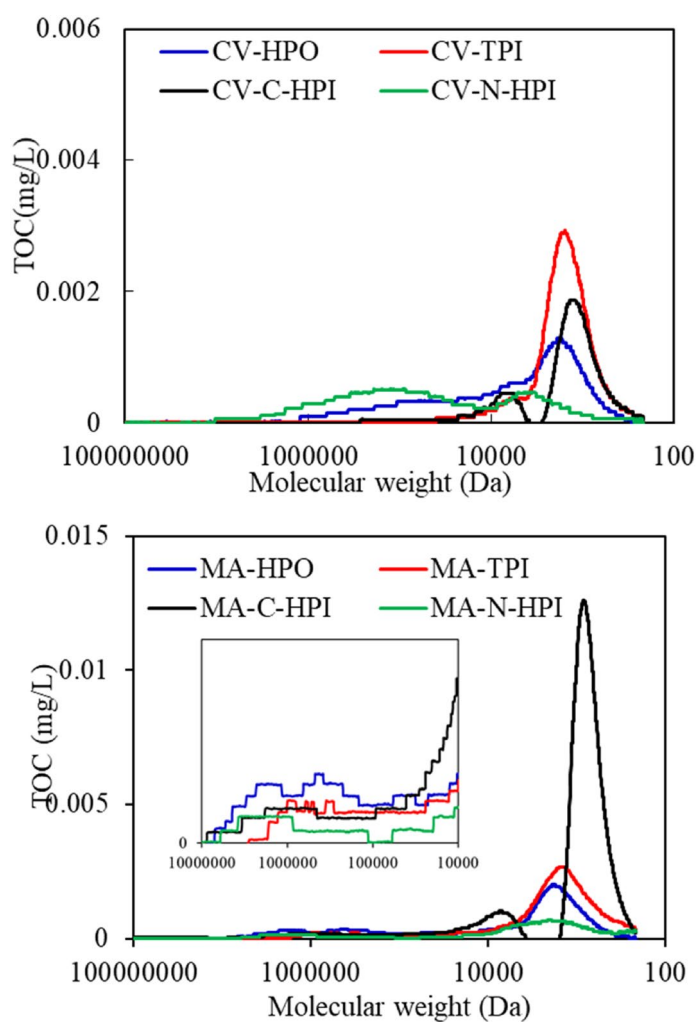 0.006
CV-HPO CV-TPI
CV-C-HPI CV-N-HPI
0.004
TOC(mg/L)
0.002
0
100000000 1000000 10000 100
Molecular weight (Da)
0.015
MA-HPO MA-TPI
MA-C-HPI MA-N-HPI
0.01
TOC (mg/L)
0.005
0
10000000 1000000 100000 10000
0
100000000 1000000 10000 100
Molecular weight (Da)